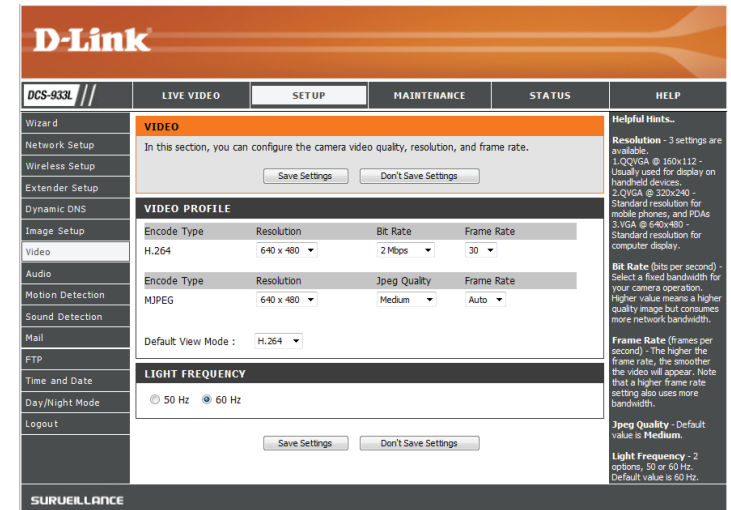 D-Link
DCS-933L
LIVE VIDEO
SETUP
MAINTENANCE
STATUS
HELP
Wizard
Network Setup
Wireless Setup
Extender Setup
Dynamic DNS
Image Setup
Video
Audio
Motion Detection
Sound Detection
Mail
FTP
Time and Date
Day/Night Mode
Logout
VIDEO
In this section, you can configure the camera video quality, resolution, and frame rate.
Save Settings Don't Save Settings
VIDEO PROFILE
Encode Type Resolution Bit Rate Frame Rate
H.264 640 x 480 2 Mbps 30
Encode Type Resolution Jpeg Quality Frame Rate
MJPEG 640 x 480 Medium Auto
Default View Mode : H.264
LIGHT FREQUENCY
50 Hz 60 Hz
Save Settings Don't Save Settings
Helpful Hints..
Resolution - 3 settings are
available.
1.QQVGA @ 160x112 -
Usually used for display on
handheld devices.
2.QVGA @ 320x240 -
Standard resolution for
mobile phones, and PDAs
3.VGA @ 640x480 -
Standard resolution for
computer display.
Bit Rate (bits per second) -
Select a fixed bandwidth for
your camera operation.
Higher value means a higher
quality image but consumes
more network bandwidth.
Frame Rate (frames per
second) - The higher the
frame rate, the smoother
the video will appear. Note
that a higher frame rate
setting also uses more
bandwidth.
Jpeg Quality - Default
value is Medium.
Light Frequency - 2
options, 50 or 60 Hz.
Default value is 60 Hz.
SURVEILLANCE